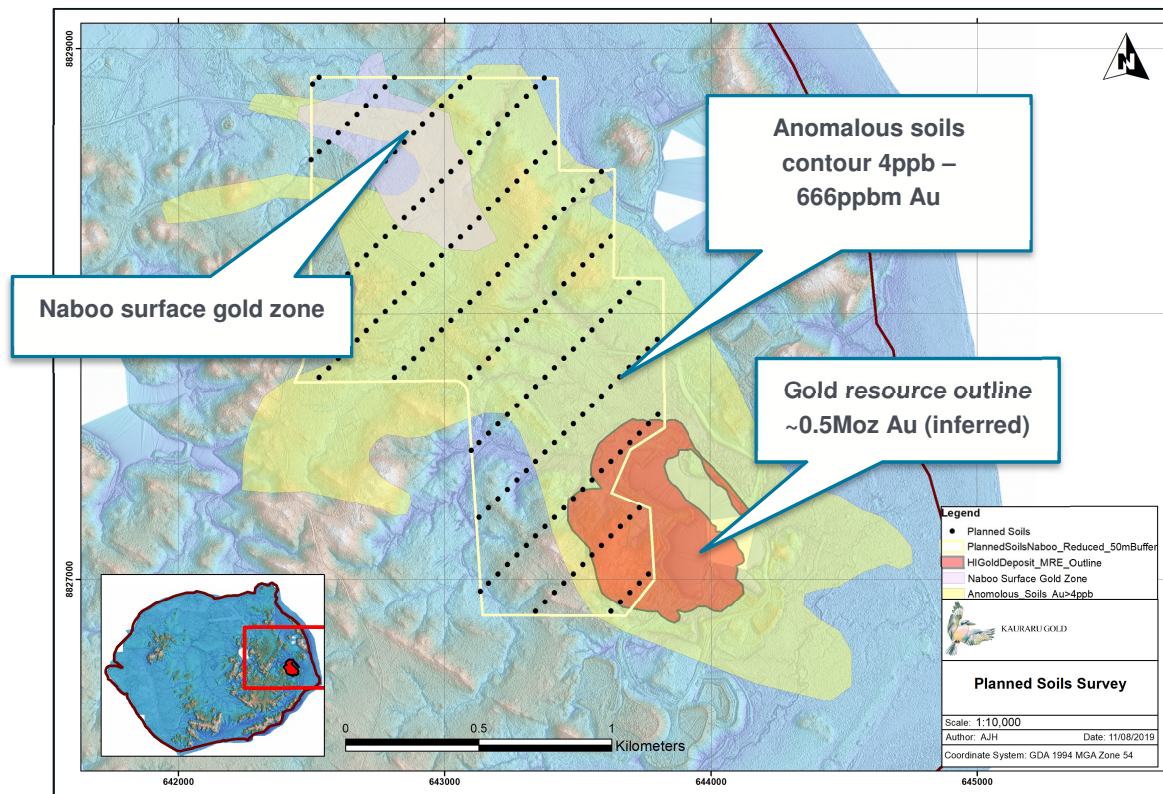 8829000
8827000
N
Anomalous soils
contour 4ppb –
666ppbm Au
Naboo surface gold zone
Gold resource outline
~0.5Moz Au (inferred)
Legend
Planned Soils
PlannedSoilsNaboo_Reduced_50mBuffer
HIGoldDeposit_MRE_Outline
Naboo Surface Gold Zone
Anomolous_Soils Au>4ppb
KAURARU GOLD
Planned Soils Survey
Scale: 1:10,000
Author: AJH Date: 11/08/2019
Coordinate System: GDA 1994 MGA Zone 54
0 0.5 1
Kilometers
642000 643000 644000 645000